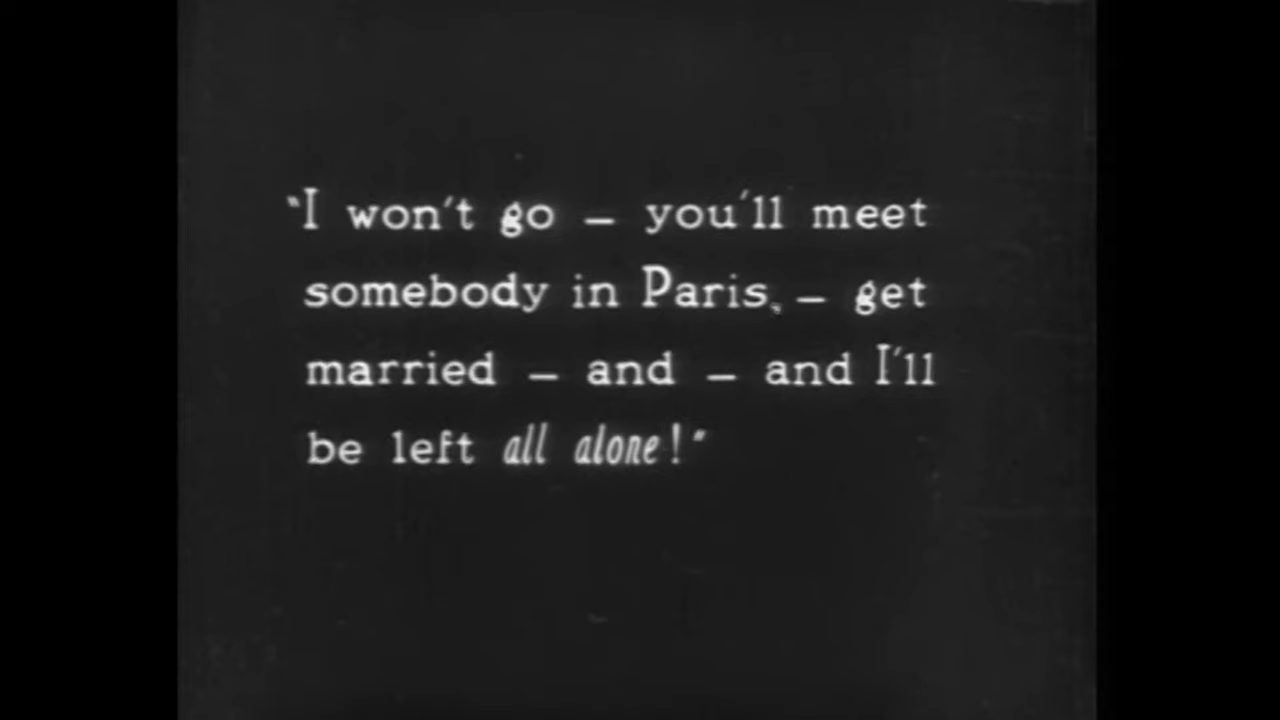 "I won't go — you'll meet
somebody in Paris, — get
married — and — and I'll
be left all alone!"